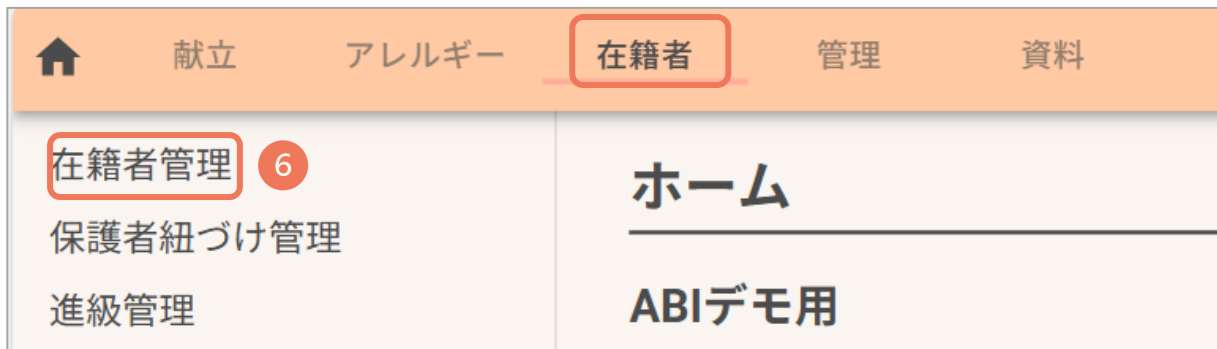 献立 アレルギー 在籍者 管理 資料
在籍者管理 6
保護者紐づけ管理
進級管理
ホーム
ABIデモ用